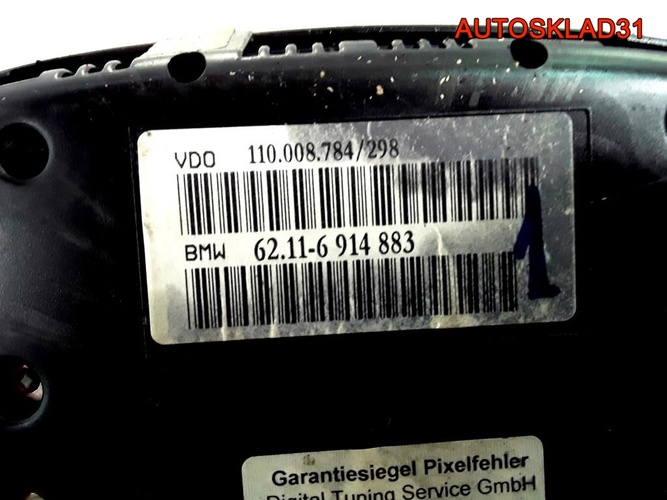 AUTOSKLAD31
VDO 110.008.784/298
BMW 62.11-6 914 883
1
Garantiesiegel Pixelfehler
Digital Tuning Service GmbH